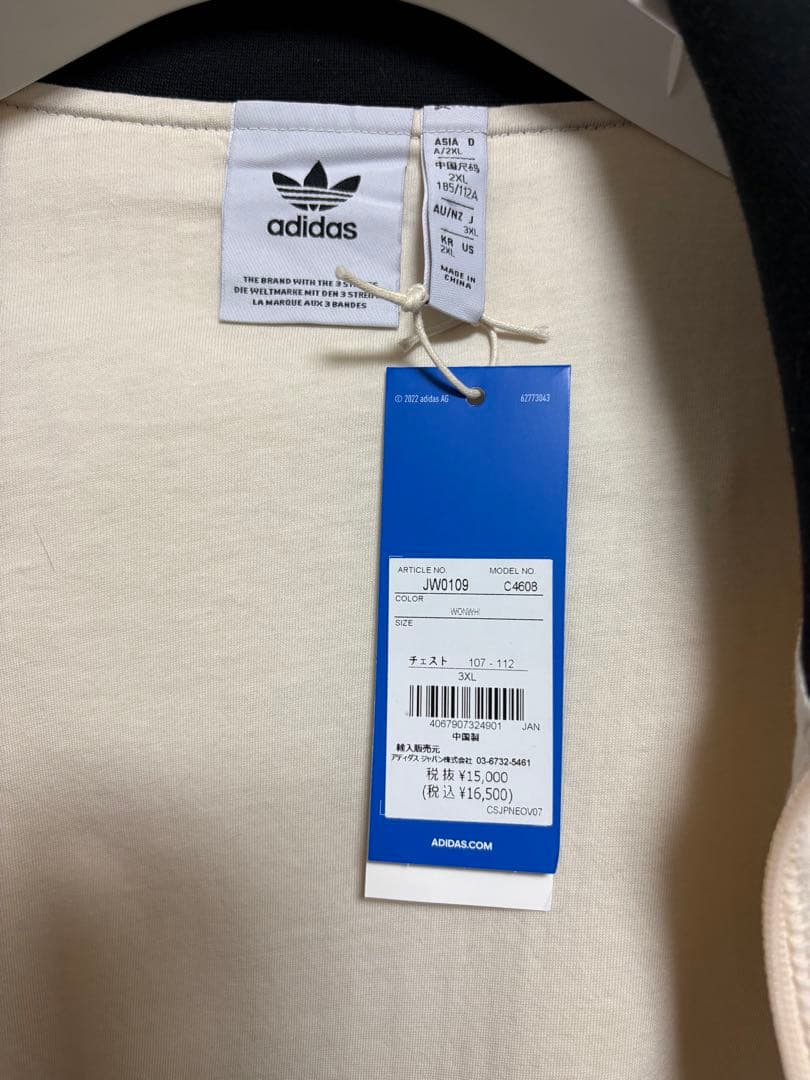 adidas
THE BRAND WITH THE 3
DIE WELTMARKE MIT DEN 3
LA MARQUE AUX 3 BANDES
ASIA D
A/2XL
中国尺码
2XL
185/112A
AU/NZ J
3XL
KR US
2XL
MADE IN
CHINA
© 2022 adidas AG 62773043
ARTICLE NO. MODEL NO.
JW0109 C4608
COLOR
WONWHI
SIZE
チェスト 107 - 112
3XL
4067907324901 JAN
中国製
輸入販売元
アディダス ジャパン株式会社 03-6732-5461
税抜 ¥15,000
(税込 ¥16,500)
CSJPNEOV07
ADIDAS.COM